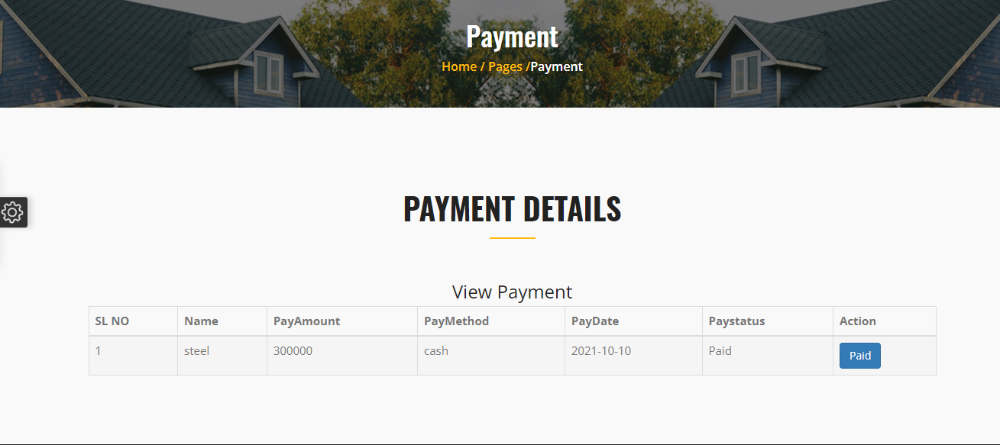 Payment
Home / Pages /Payment
PAYMENT DETAILS
View Payment
SL NO Name PayAmount PayMethod PayDate Paystatus Action
1 steel 300000 cash 2021-10-10 Paid Paid